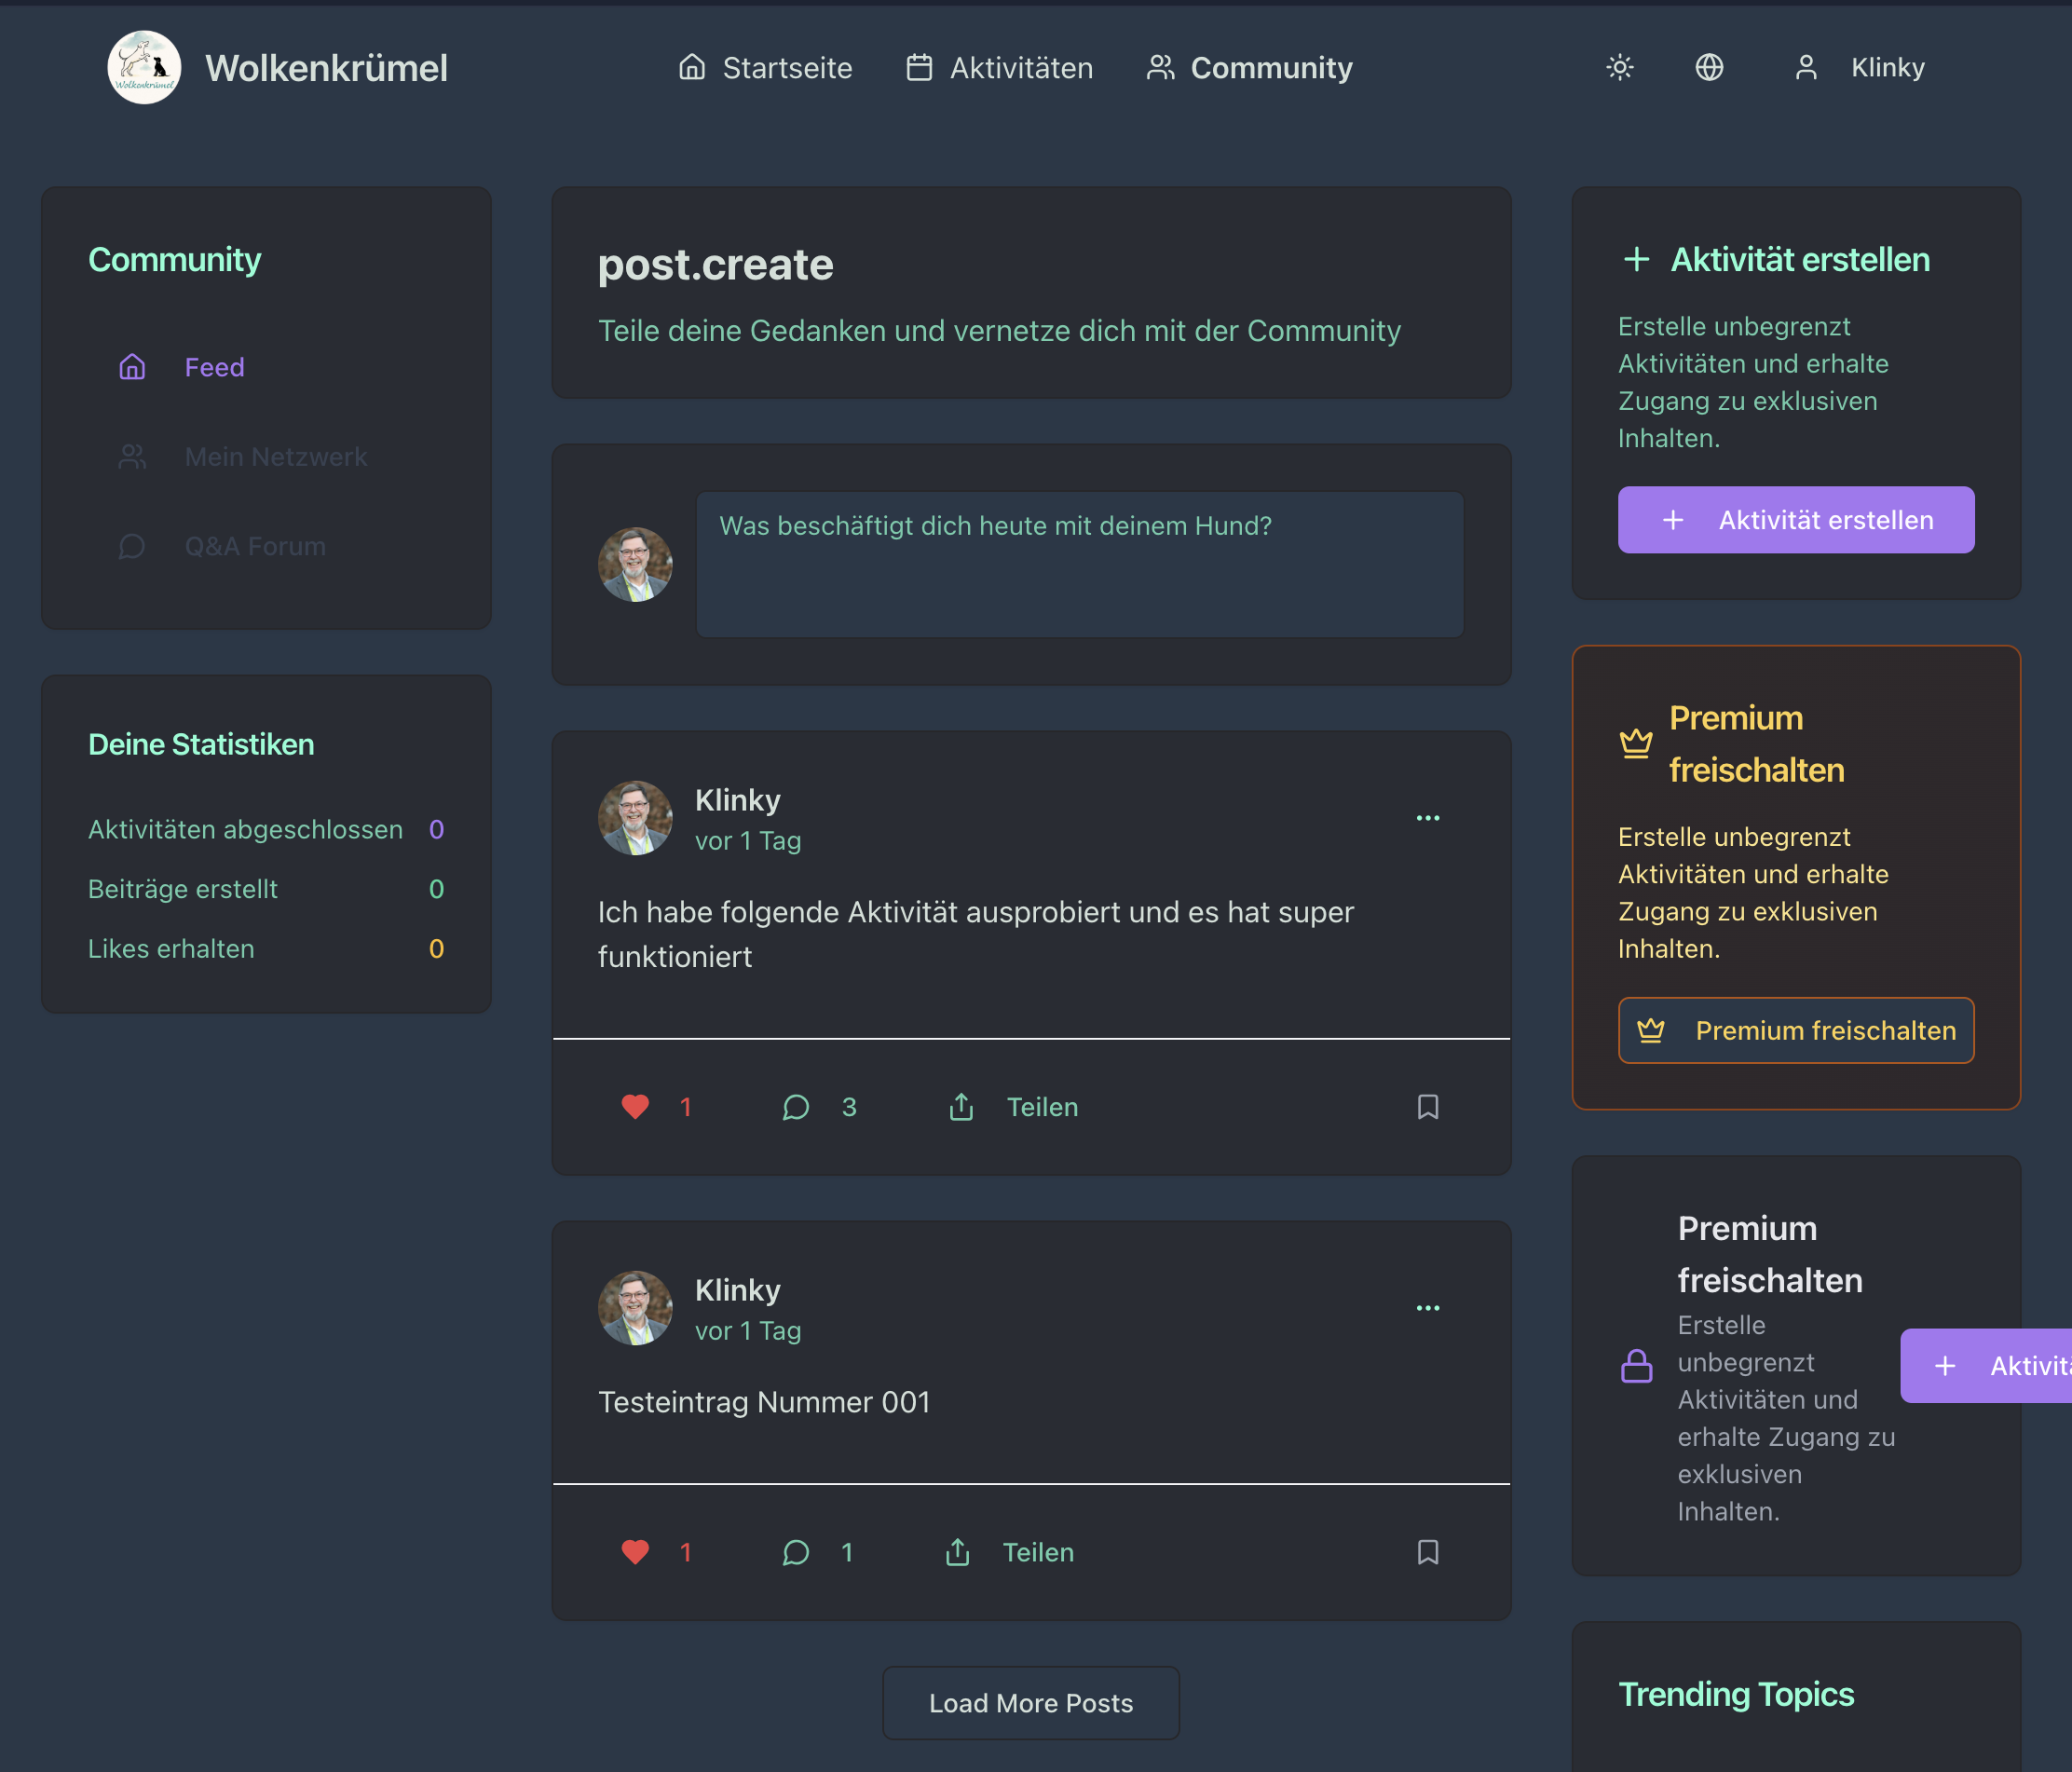 Wolkenkrümel
Wolkenkrümel
Startseite
Aktivitäten
Community
Klinky
Community
Feed
Mein Netzwerk
Q&A Forum
Deine Statistiken
Aktivitäten abgeschlossen 0
Beiträge erstellt 0
Likes erhalten 0
post.create
Teile deine Gedanken und vernetze dich mit der Community
Was beschäftigt dich heute mit deinem Hund?
Klinky
vor 1 Tag
Ich habe folgende Aktivität ausprobiert und es hat super
funktioniert
1 3 Teilen
Klinky
vor 1 Tag
Testeintrag Nummer 001
1 1 Teilen
Load More Posts
Aktivität erstellen
Erstelle unbegrenzt
Aktivitäten und erhalte
Zugang zu exklusiven
Inhalten.
Aktivität erstellen
Premium
freischalten
Erstelle unbegrenzt
Aktivitäten und erhalte
Zugang zu exklusiven
Inhalten.
Premium freischalten
Premium
freischalten
Erstelle
unbegrenzt
Aktivitäten und
erhalte Zugang zu
exklusiven
Inhalten.
Trending Topics